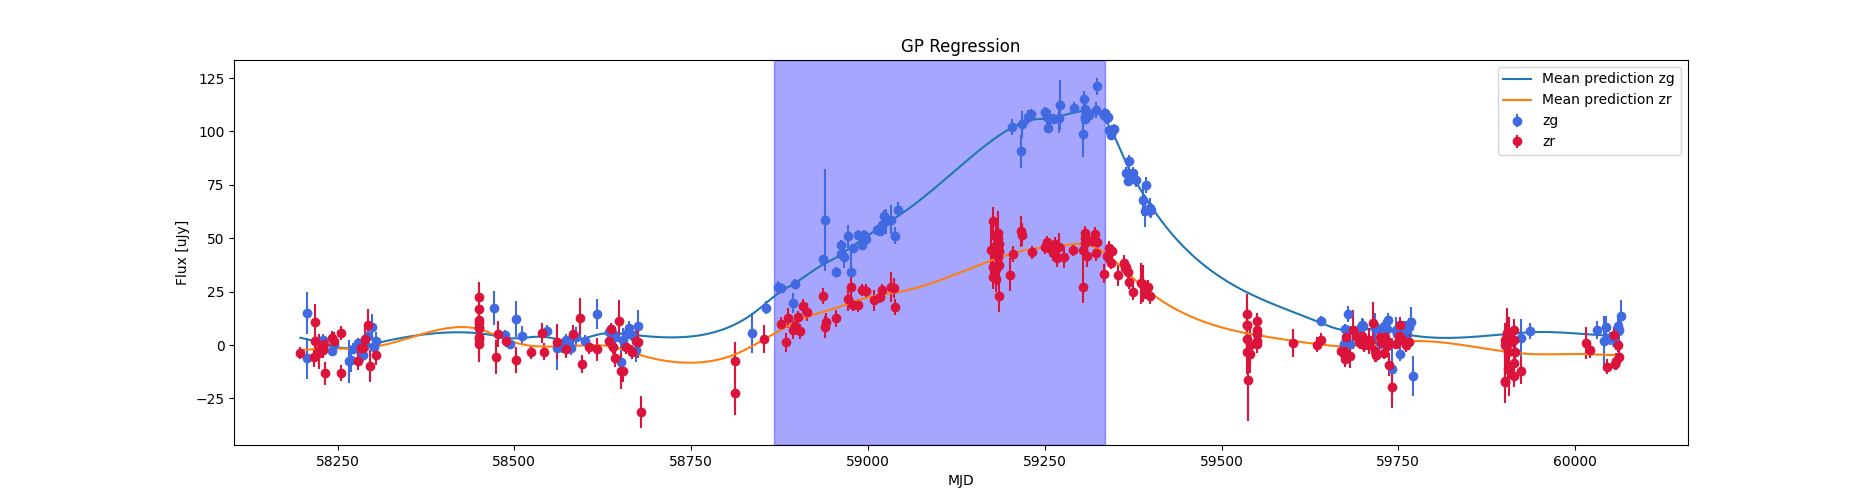 GP Regression
Flux [uJy]
125
100
75
50
25
0
−25
58250 58500 58750 59000 59250 59500 59750 60000
MJD
Mean prediction zg
Mean prediction zr
zg
zr